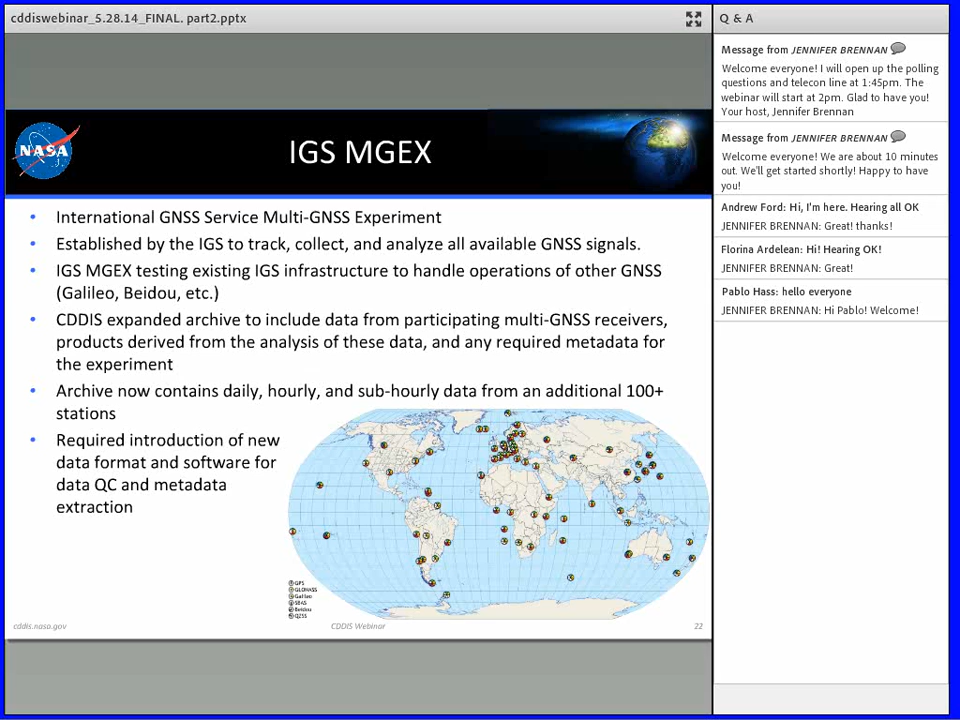 cddiswebinar_5.28.14_FINAL. part2.pptx
NASA
IGS MGEX
• International GNSS Service Multi-GNSS Experiment
• Established by the IGS to track, collect, and analyze all available GNSS signals.
• IGS MGEX testing existing IGS infrastructure to handle operations of other GNSS
(Galileo, Beidou, etc.)
• CDDIS expanded archive to include data from participating multi-GNSS receivers,
products derived from the analysis of these data, and any required metadata for
the experiment
• Archive now contains daily, hourly, and sub-hourly data from an additional 100+
stations
• Required introduction of new
data format and software for
data QC and metadata
extraction
GPS
GLONASS
Galileo
SBAS
Beidou
QZSS
cddis.nasa.gov
CDDIS Webinar
22
Q & A
Message from JENNIFER BRENNAN
Welcome everyone! I will open up the polling
questions and telecon line at 1:45pm. The
webinar will start at 2pm. Glad to have you!
Your host, Jennifer Brennan
Message from JENNIFER BRENNAN
Welcome everyone! We are about 10 minutes
out. We'll get started shortly! Happy to have
you!
Andrew Ford: Hi, I'm here. Hearing all OK
JENNIFER BRENNAN: Great! thanks!
Florina Ardelean: Hi! Hearing OK!
JENNIFER BRENNAN: Great!
Pablo Hass: hello everyone
JENNIFER BRENNAN: Hi Pablo! Welcome!